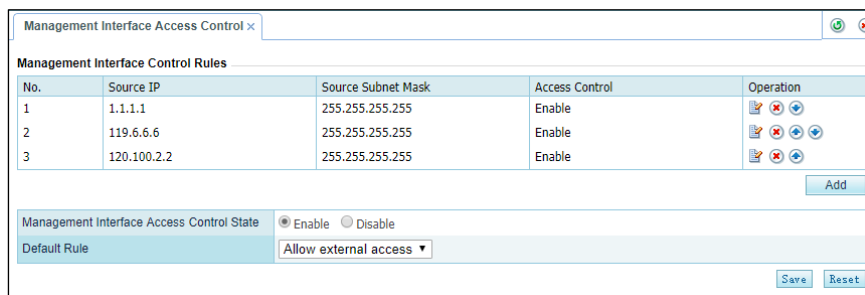 Management Interface Access Control ×
Management Interface Control Rules
No. Source IP Source Subnet Mask Access Control Operation
1 1.1.1.1 255.255.255.255 Enable
2 119.6.6.6 255.255.255.255 Enable
3 120.100.2.2 255.255.255.255 Enable
Add
Management Interface Access Control State Enable Disable
Default Rule Allow external access
Save Reset